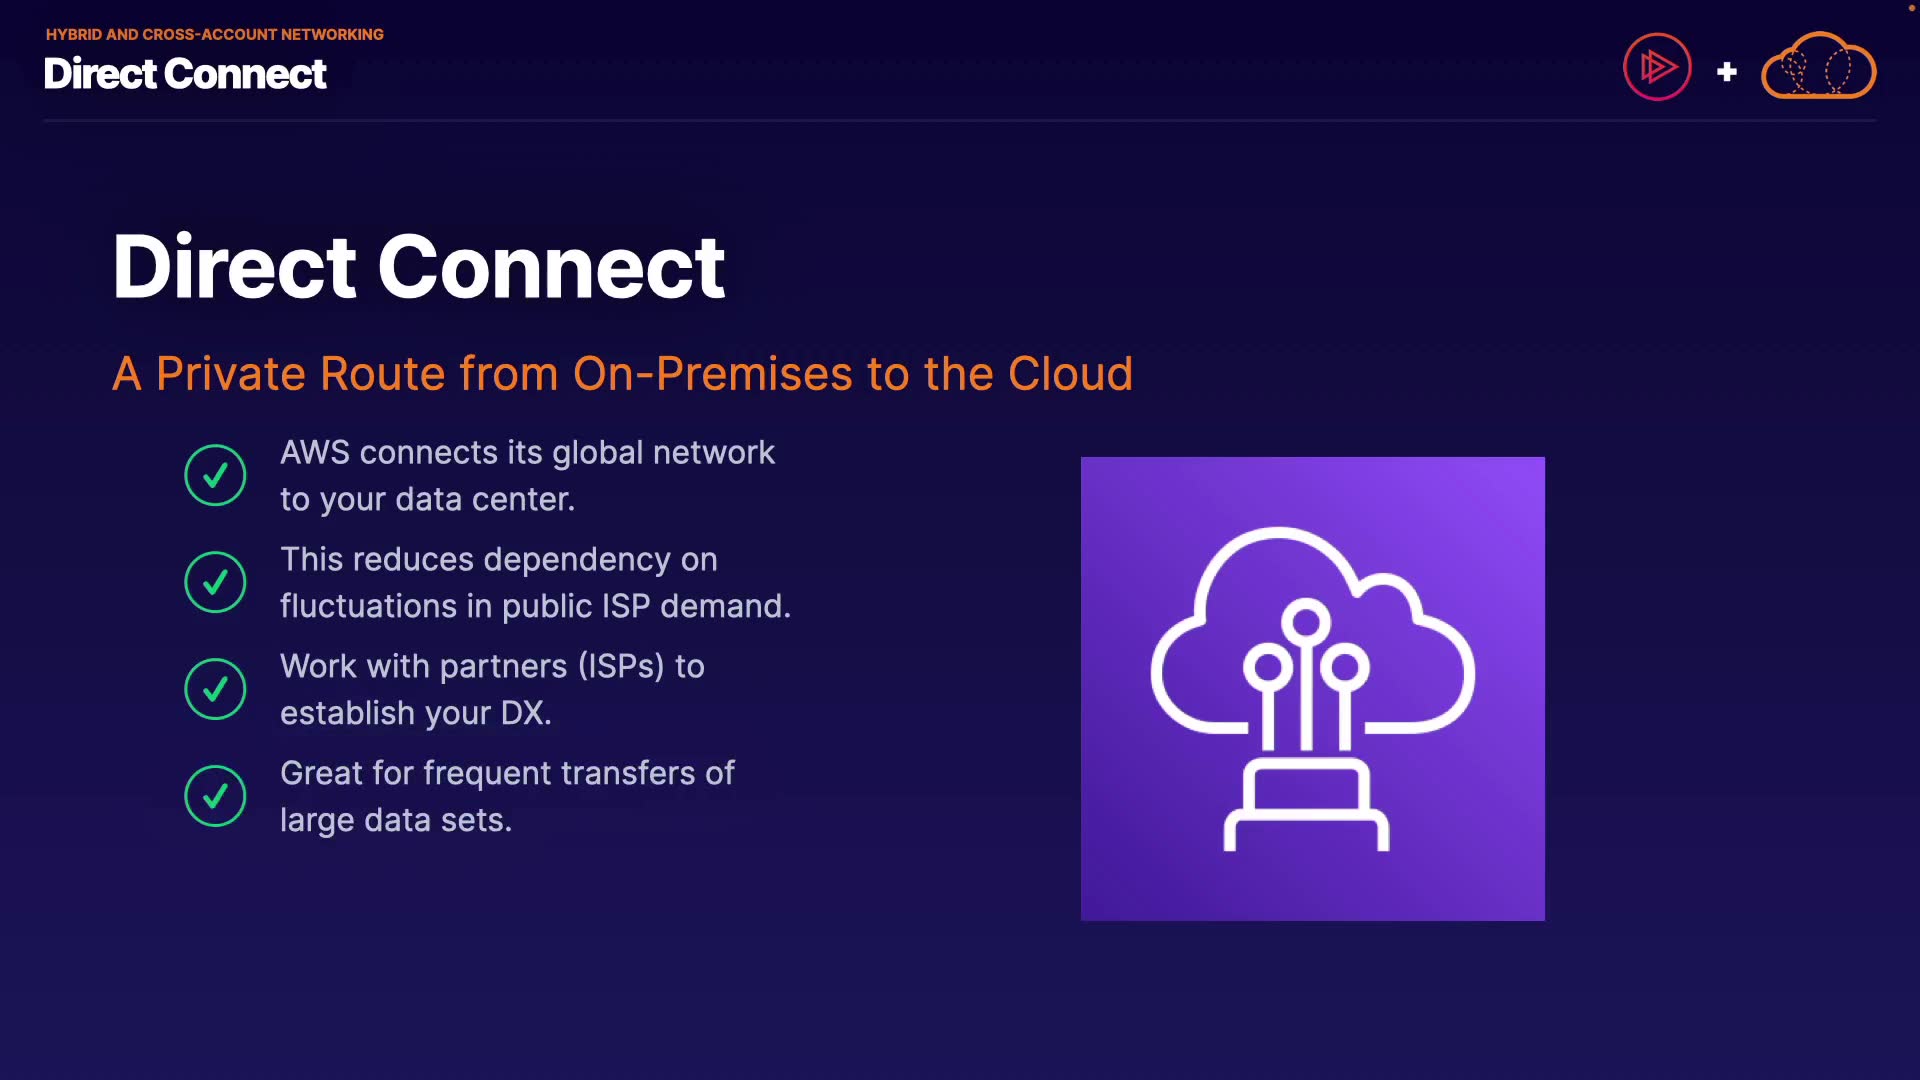 HYBRID AND CROSS-ACCOUNT NETWORKING
Direct Connect
Direct Connect
A Private Route from On-Premises to the Cloud
AWS connects its global network
to your data center.
This reduces dependency on
fluctuations in public ISP demand.
Work with partners (ISPs) to
establish your DX.
Great for frequent transfers of
large data sets.